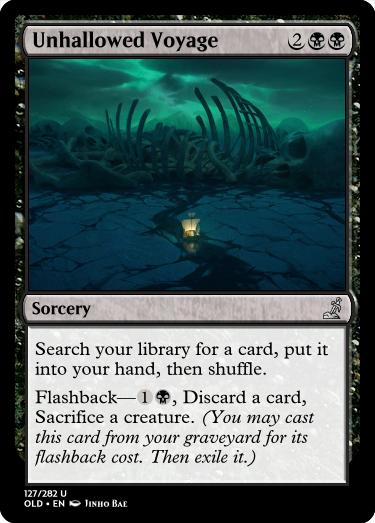 Unhallowed Voyage 2
Sorcery
Search your library for a card, put it
into your hand, then shuffle.
Flashback—1, Discard a card,
Sacrifice a creature. (You may cast
this card from your graveyard for its
flashback cost. Then exile it.)
127/282 U
OLD • EN Jinho Bae